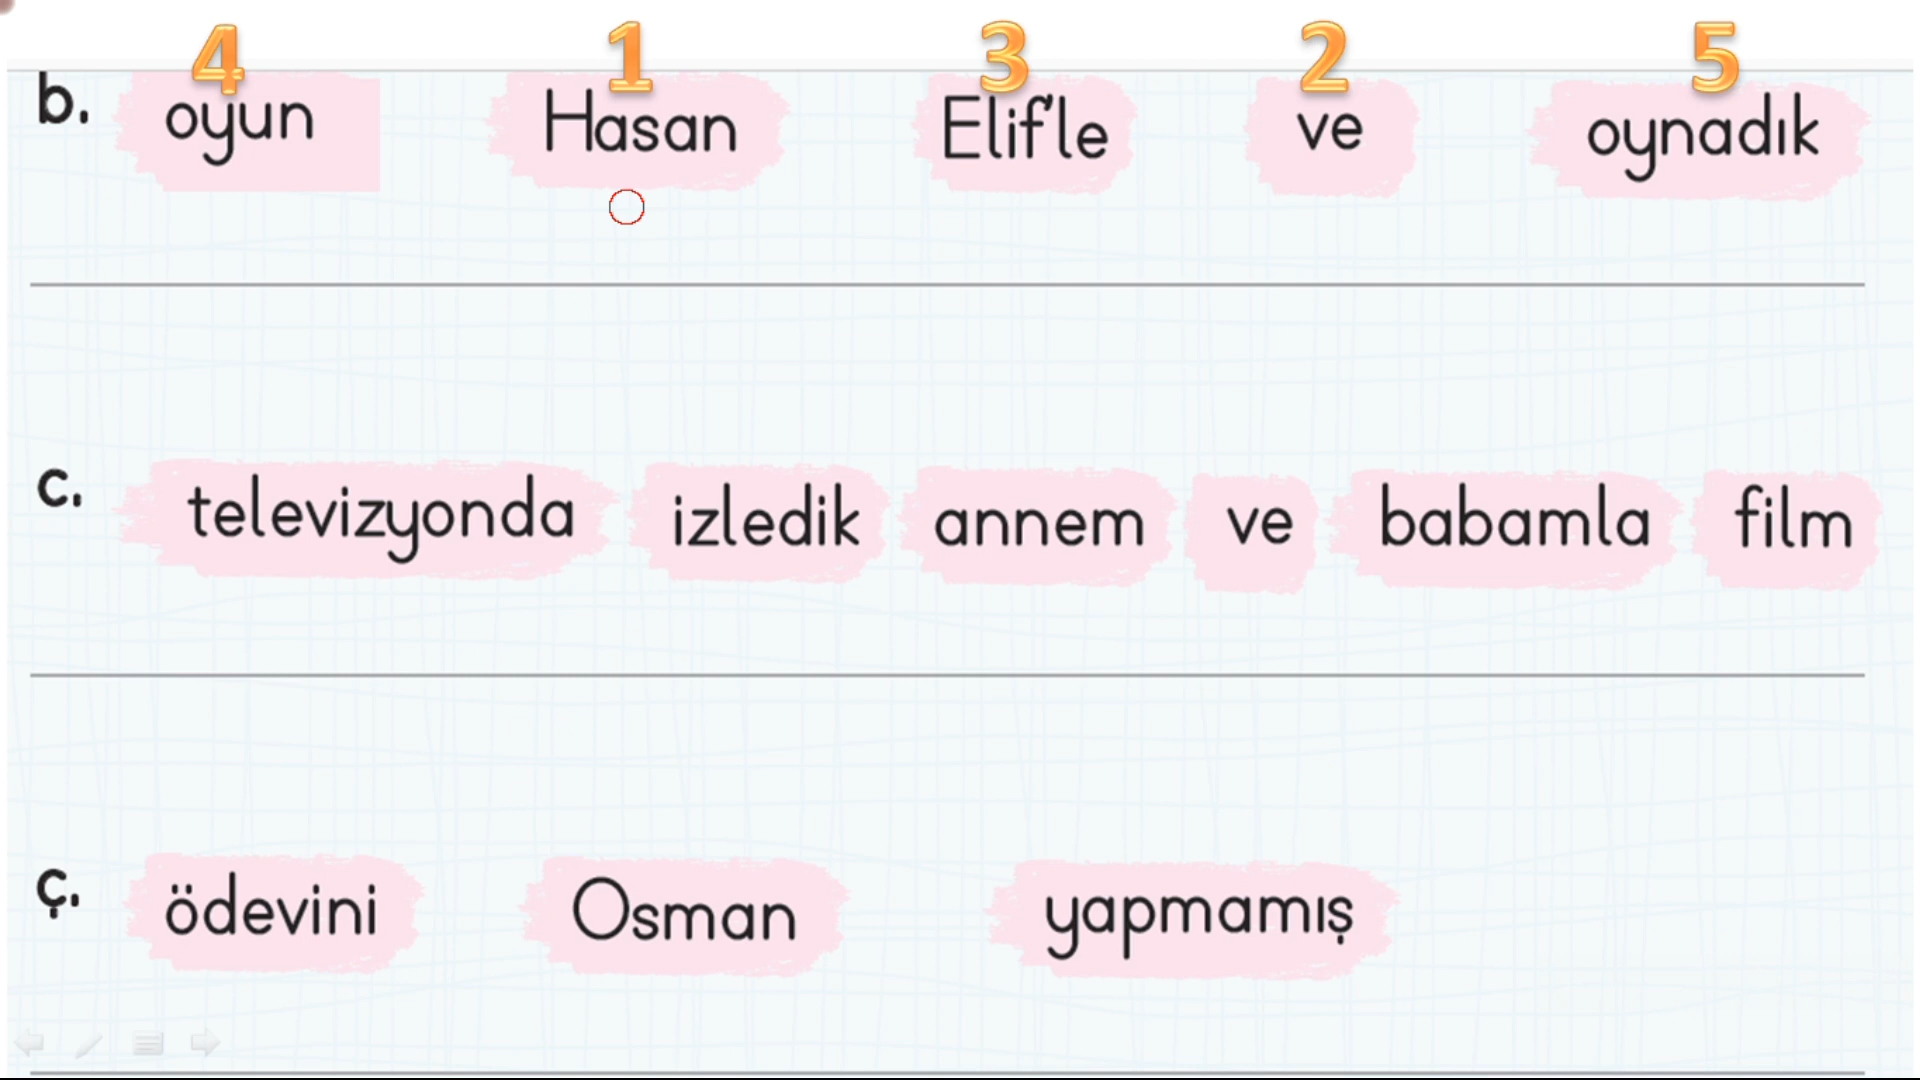 4 1 3 2 5
b. oyun Hasan Elif'le ve oynadık
c. televizyonda izledik annem ve babamla film
ç. ödevini Osman yapmamış